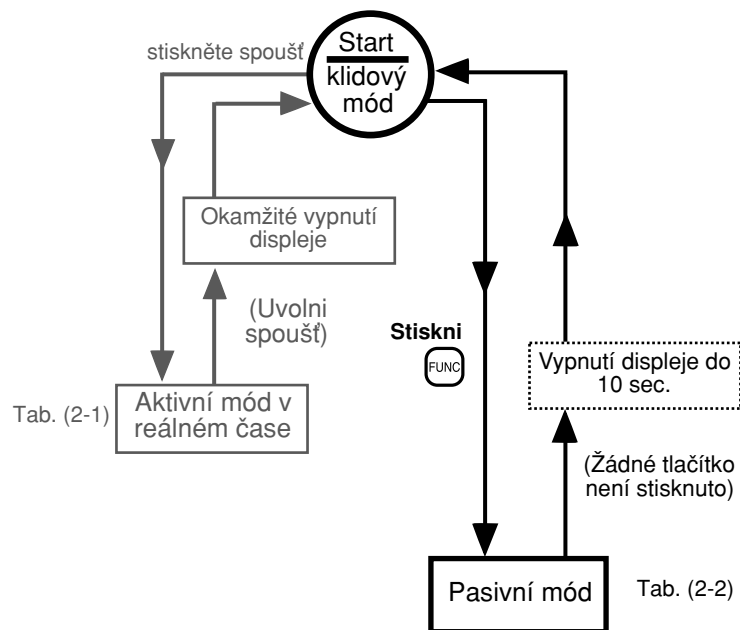 Start
klidový
mód
stiskněte spoušť
Okamžité vypnutí
displeje
(Uvolni
spoušť)
Tab. (2-1)
Aktivní mód v
reálném čase
Stiskni
FUNC
Vypnutí displeje do
10 sec.
(Žádné tlačítko
není stisknuto)
Pasivní mód
Tab. (2-2)